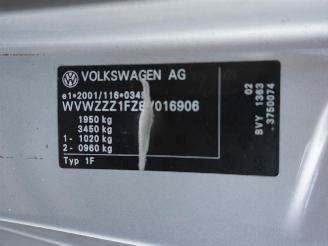 VOLKSWAGEN AG
e1*2001/116*0349
WVWZZZ1FZ8V016906
1950 kg
3450 kg
1- 1020 kg
2- 0960 kg
Typ 1F
02
BVY 1363
3750074